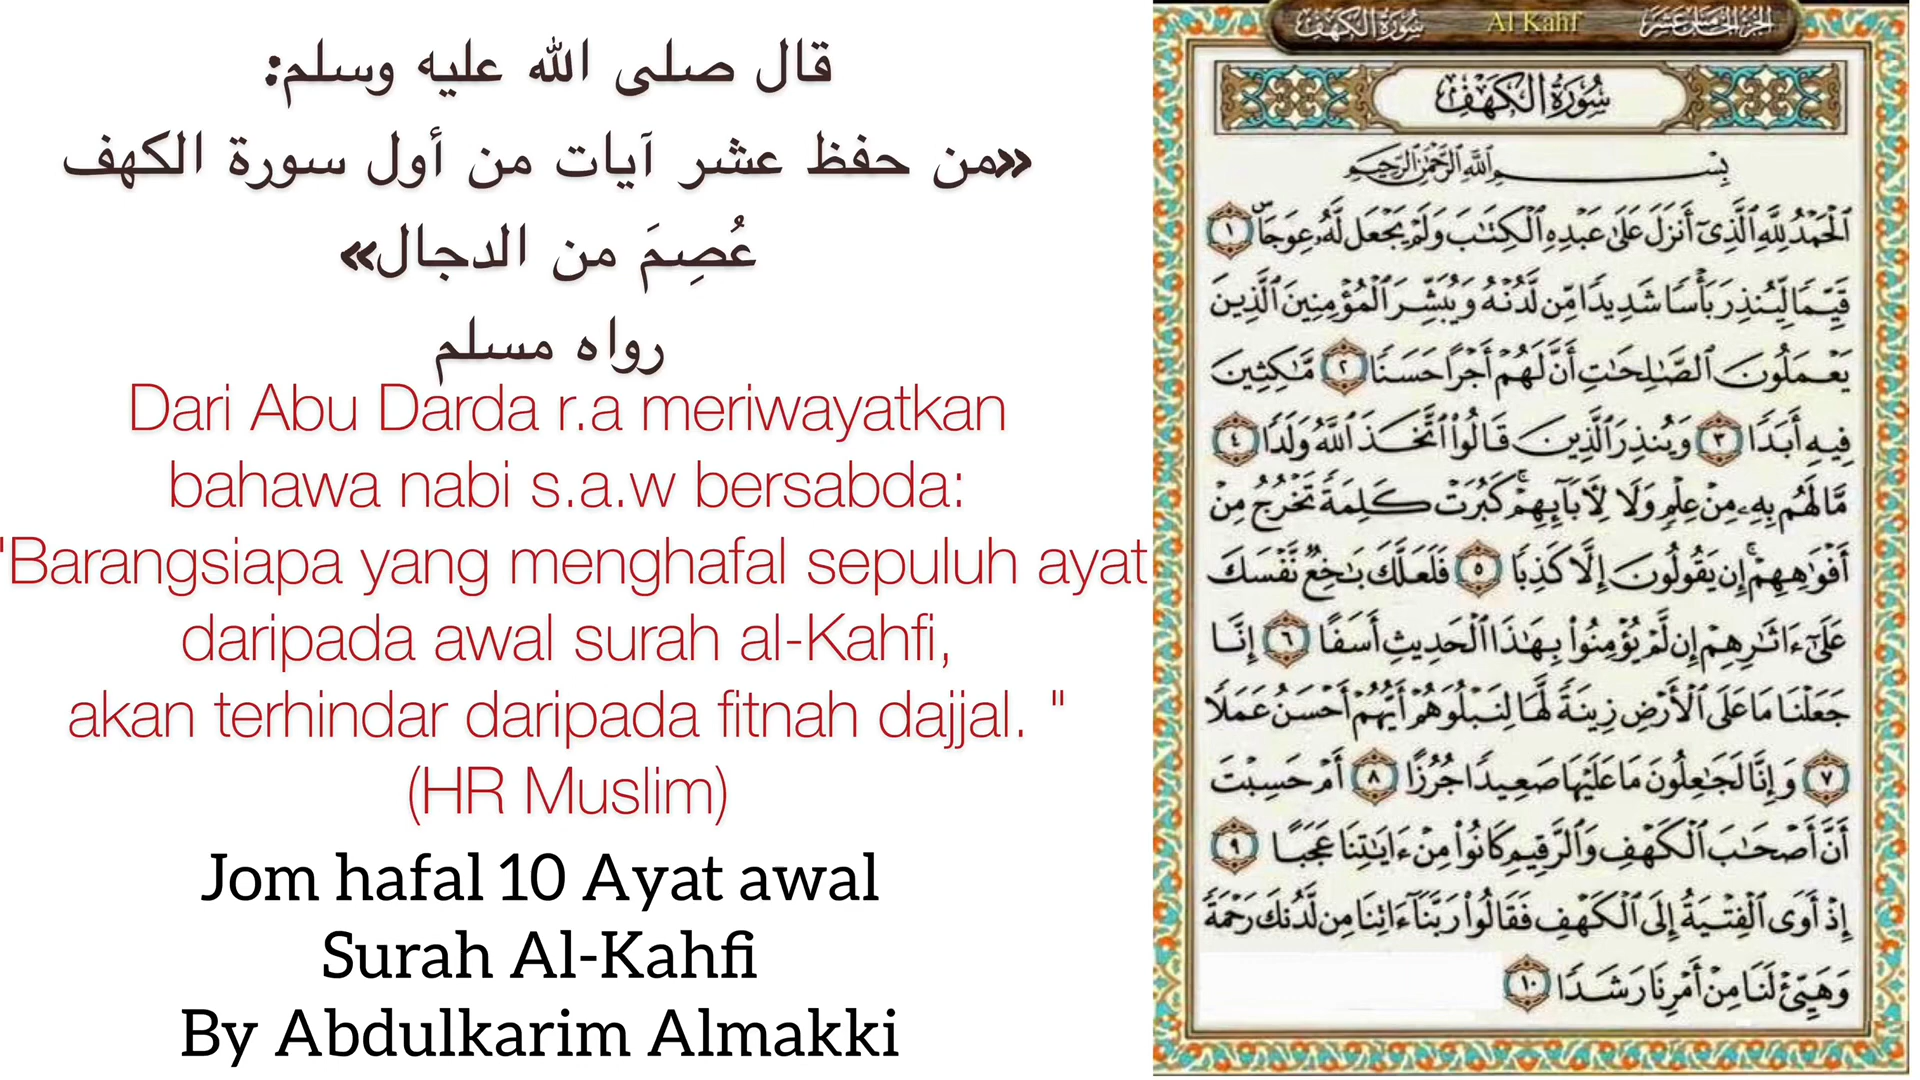 قال صلى الله عليه وسلم:
«من حفظ عشر آيات من أول سورة الكهف
عُصِمَ من الدجال»
رواه مسلم
Dari Abu Darda r.a meriwayatkan
bahawa nabi s.a.w bersabda:
"Barangsiapa yang menghafal sepuluh ayat
daripada awal surah al-Kahfi,
akan terhindar daripada fitnah dajjal. "
(HR Muslim)
Jom hafal 10 Ayat awal
Surah Al-Kahfi
By Abdulkarim Almakki
الجزء الخامس عشر Al Kahf سورة الكهف
سُورَةُ الكَهْفِ
بِسْمِ اللَّهِ الرَّحْمَٰنِ الرَّحِيمِ
ٱلْحَمْدُ لِلَّهِ ٱلَّذِىٓ أَنزَلَ عَلَىٰ عَبْدِهِ ٱلْكِتَٰبَ وَلَمْ يَجْعَل لَّهُۥ عِوَجَاۜ ١
قَيِّمًا لِّيُنذِرَ بَأْسًا شَدِيدًا مِّن لَّدُنْهُ وَيُبَشِّرَ ٱلْمُؤْمِنِينَ ٱلَّذِينَ
يَعْمَلُونَ ٱلصَّٰلِحَٰتِ أَنَّ لَهُمْ أَجْرًا حَسَنًا ٢ مَّٰكِثِينَ
فِيهِ أَبَدًا ٣ وَيُنذِرَ ٱلَّذِينَ قَالُوا۟ ٱتَّخَذَ ٱللَّهُ وَلَدًا ٤
مَّا لَهُم بِهِۦ مِنْ عِلْمٍ وَلَا لِءَابَآئِهِمْ ۚ كَبُرَتْ كَلِمَةً تَخْرُجُ مِنْ
أَفْوَٰهِهِمْ ۚ إِن يَقُولُونَ إِلَّا كَذِبًا ٥ فَلَعَلَّكَ بَٰخِعٌ نَّفْسَكَ
عَلَىٰٓ ءَاثَٰرِهِمْ إِن لَّمْ يُؤْمِنُوا۟ بِهَٰذَا ٱلْحَدِيثِ أَسَفًا ٦ إِنَّا
جَعَلْنَا مَا عَلَى ٱلْأَرْضِ زِينَةً لَّهَا لِنَبْلُوَهُمْ أَيُّهُمْ أَحْسَنُ عَمَلًا
٧ وَإِنَّا لَجَٰعِلُونَ مَا عَلَيْهَا صَعِيدًا جُرُزًا ٨ أَمْ حَسِبْتَ
أَنَّ أَصْحَٰبَ ٱلْكَهْفِ وَٱلرَّقِيمِ كَانُوا۟ مِنْ ءَايَٰتِنَا عَجَبًا ٩
إِذْ أَوَى ٱلْفِتْيَةُ إِلَى ٱلْكَهْفِ فَقَالُوا۟ رَبَّنَآ ءَاتِنَا مِن لَّدُنكَ رَحْمَةً
وَهَيِّئْ لَنَا مِنْ أَمْرِنَا رَشَدًا ١٠